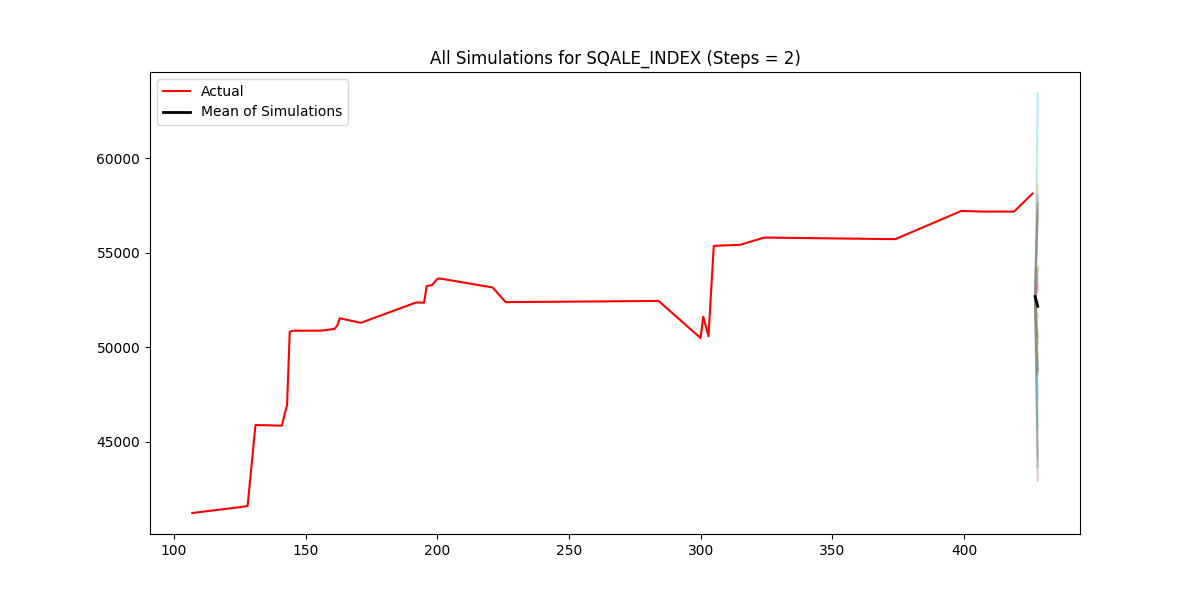 All Simulations for SQALE_INDEX (Steps = 2)
Actual
Mean of Simulations
60000
55000
50000
45000
100 150 200 250 300 350 400